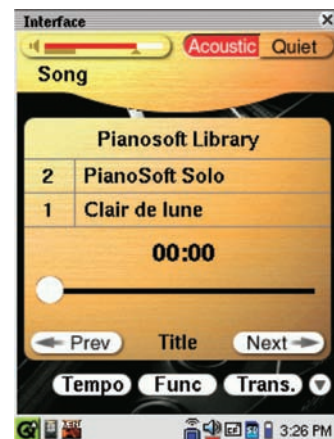 Interface
Acoustic Quiet
Song
Pianosoft Library
2 PianoSoft Solo
1 Clair de lune
00:00
Prev Title Next
Tempo Func Trans.
3:26 PM